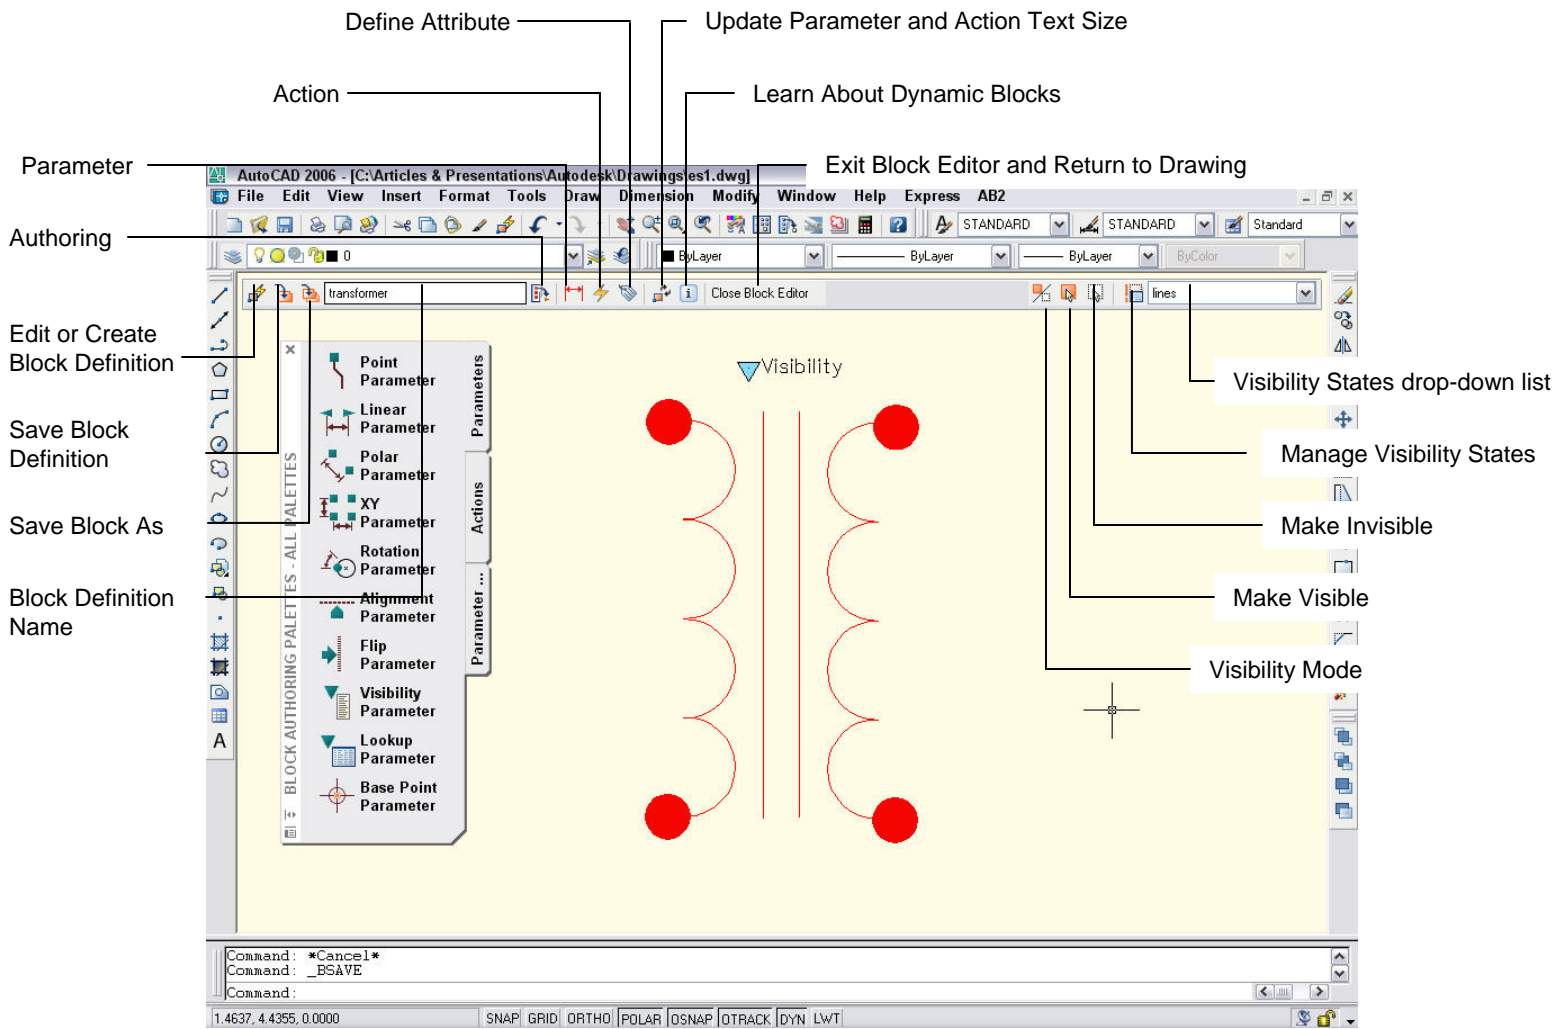 Define Attribute
Update Parameter and Action Text Size
Action
Learn About Dynamic Blocks
Parameter
Exit Block Editor and Return to Drawing
AutoCAD 2006 - [C:\Articles & Presentations\Autodesk\Drawings\es1.dwg]
File Edit View Insert Format Tools Draw Dimension Modify Window Help Express AB2
STANDARD STANDARD Standard
Authoring
0 ByLayer ByLayer ByLayer ByColor
transformer Close Block Editor lines
Edit or Create
Block Definition
Save Block
Definition
Save Block As
Block Definition
Name
BLOCK AUTHORING PALETTES - ALL PALETTES
Point
Parameter
Linear
Parameter
Polar
Parameter
XY
Parameter
Rotation
Parameter
Alignment
Parameter
Flip
Parameter
Visibility
Parameter
Lookup
Parameter
Base Point
Parameter
Parameters
Actions
Parameter ...
Visibility
Visibility States drop-down list
Manage Visibility States
Make Invisible
Make Visible
Visibility Mode
A
Command: *Cancel*
Command: _BSAVE
Command:
1.4637, 4.4355, 0.0000 SNAP GRID ORTHO POLAR OSNAP OTRACK DYN LWT